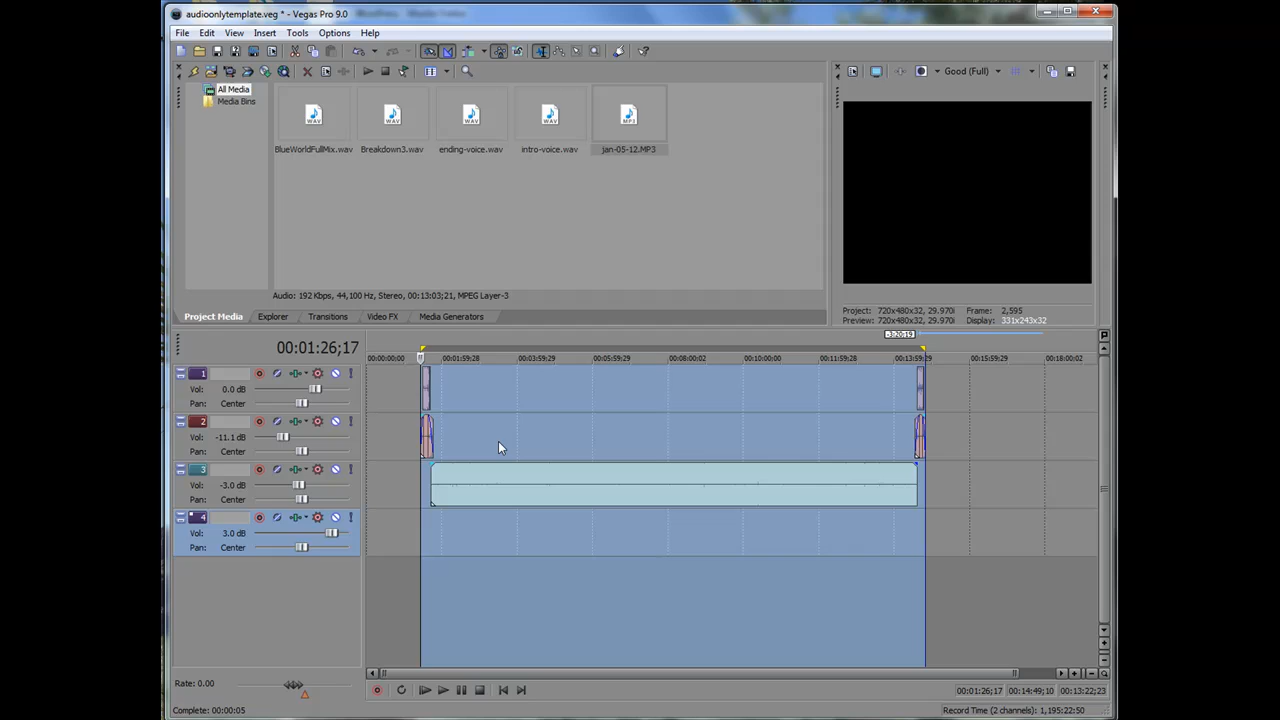 audioonlytemplate.veg * - Vegas Pro 9.0
File Edit View Insert Tools Options Help
All Media
Media Bins
WAV WAV WAV WAV MP3
BlueWorldFullMix.wav Breakdown3.wav ending-voice.wav intro-voice.wav jan-05-12.MP3
Good (Full)
Audio: 192 Kbps, 44,100 Hz, Stereo, 00:13:03;21, MPEG Layer-3
Project Media Explorer Transitions Video FX Media Generators
Project: 720x480x32, 29.970i Frame: 2,595
Preview: 720x480x32, 29.970i Display: 331x243x32
-3:20:19
00:01:26;17
00:00:00;00 00:01:59;28 00:03:59;29 00:05:59;29 00:08:00;02 00:10:00;00 00:11:59;28 00:13:59;29 00:15:59;29 00:18:00;02
1
Vol: 0.0 dB
Pan: Center
2
Vol: -11.1 dB
Pan: Center
3
Vol: -3.0 dB
Pan: Center
4
Vol: 3.0 dB
Pan: Center
Rate: 0.00
00:01:26;17 00:14:49;10 00:13:22;23
Complete: 00:00:05
Record Time (2 channels): 1,195:22:50